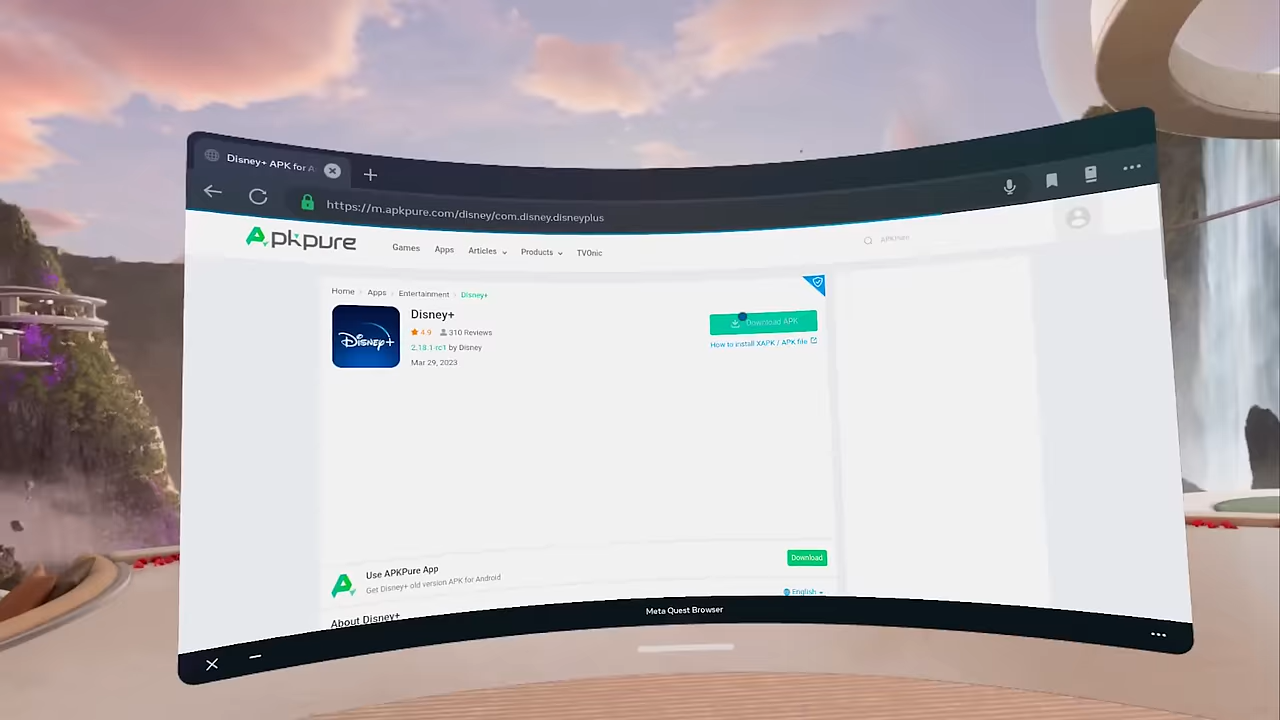 Disney+ APK for A
https://m.apkpure.com/disney/com.disney.disneyplus
Apkpure
Games
Apps
Articles
Products
TVOnic
APKPure
Home
Apps
Entertainment
Disney+
Disney+
4.9
310 Reviews
2.18.1-rc1 by Disney
Mar 29, 2023
Download APK
How to install XAPK / APK file
Use APKPure App
Get Disney+ old version APK for Android
Download
English
About Disney+
Disney+
Meta Quest Browser